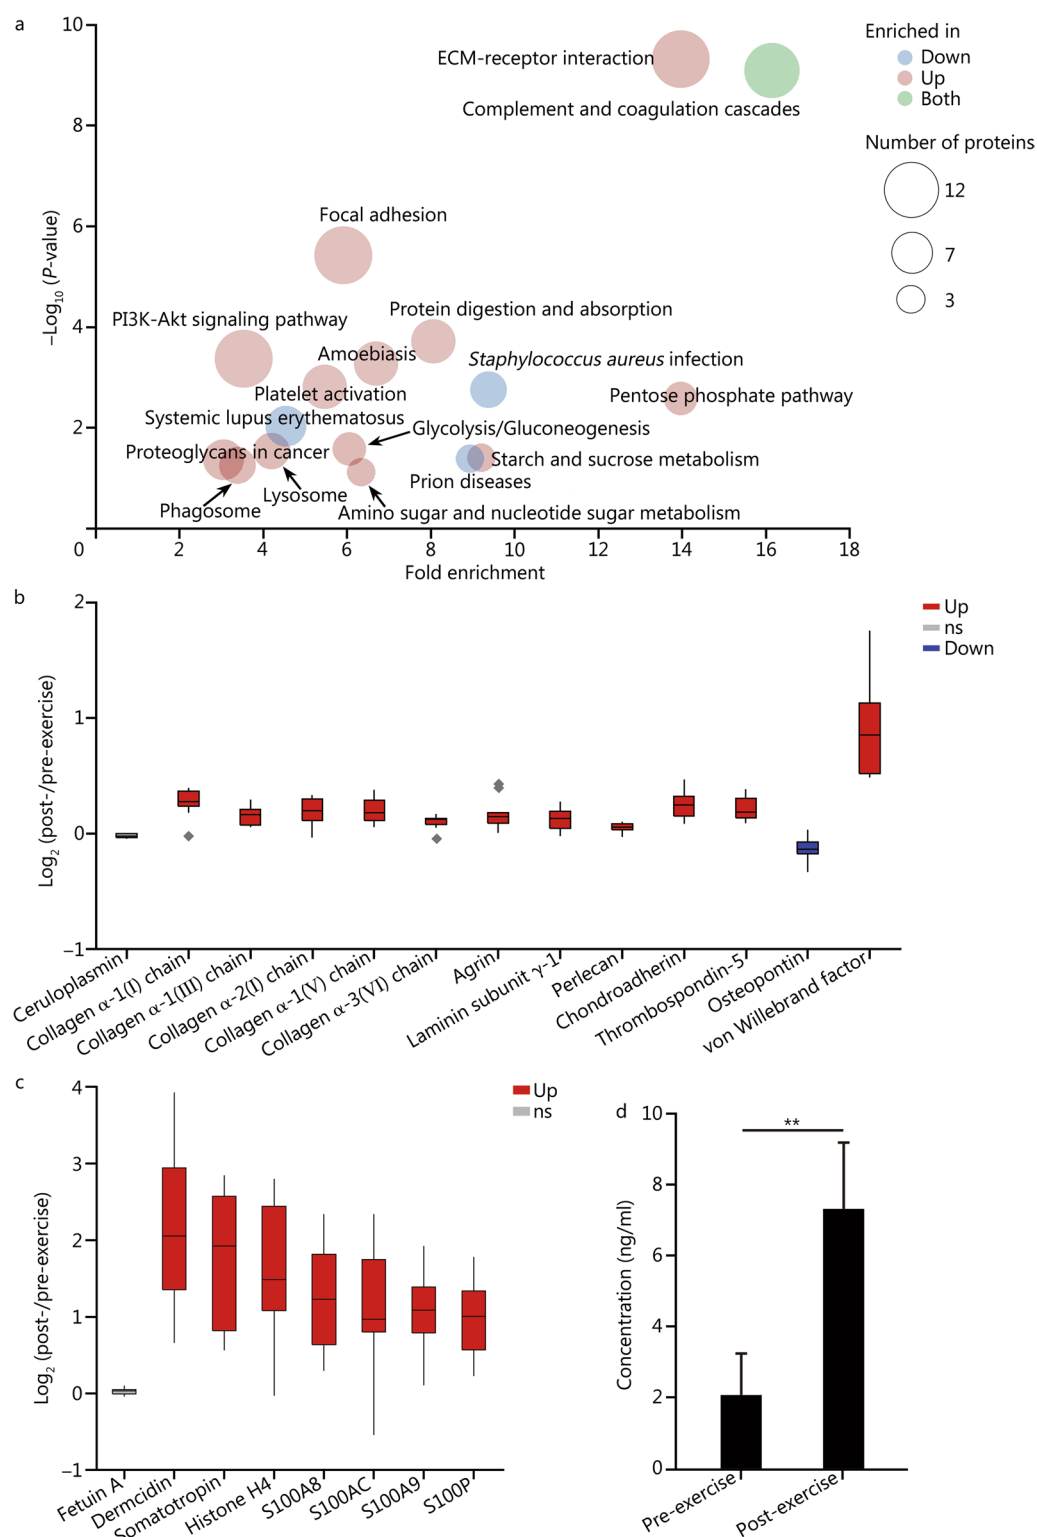 a
10
8
6
4
2
0
2
4
6
8
10
12
14
16
18
–Log10 (P-value)
Fold enrichment
ECM-receptor interaction
Complement and coagulation cascades
Focal adhesion
Protein digestion and absorption
PI3K-Akt signaling pathway
Amoebiasis
Staphylococcus aureus infection
Platelet activation
Pentose phosphate pathway
Systemic lupus erythematosus
Glycolysis/Gluconeogenesis
Proteoglycans in cancer
Starch and sucrose metabolism
Prion diseases
Lysosome
Phagosome
Amino sugar and nucleotide sugar metabolism
Enriched in
Down
Up
Both
Number of proteins
12
7
3
b
2
1
0
–1
Log2 (post-/pre-exercise)
Up
ns
Down
Ceruloplasmin
Collagen α-1(I) chain
Collagen α-1(III) chain
Collagen α-2(I) chain
Collagen α-1(V) chain
Collagen α-3(VI) chain
Agrin
Laminin subunit γ-1
Perlecan
Chondroadherin
Thrombospondin-5
Osteopontin
von Willebrand factor
c
4
3
2
1
0
–1
Log2 (post-/pre-exercise)
Up
ns
Fetuin A
Dermcidin
Somatotropin
Histone H4
S100A8
S100AC
S100A9
S100P
d
10
8
6
4
2
0
Concentration (ng/ml)
**
Pre-exercise
Post-exercise